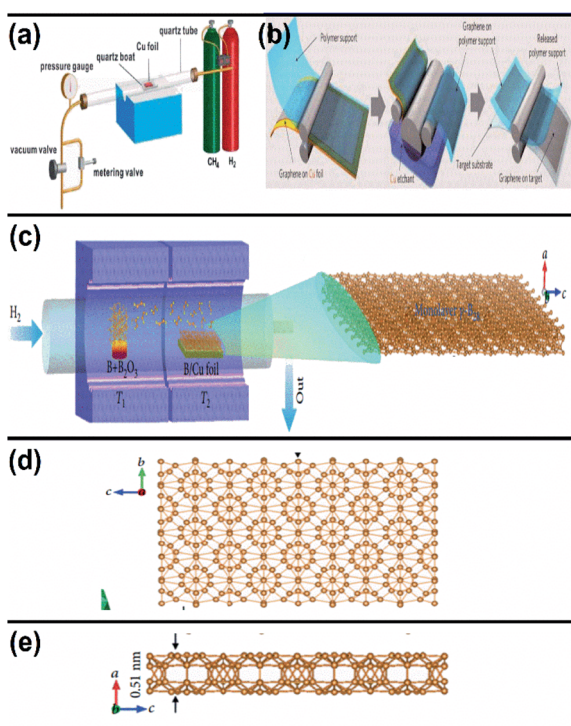 (a)
quartz tube
Cu foil
quartz boat
pressure gauge
vacuum valve
metering valve
CH₄
H₂
(b)
Polymer support
Graphene on
polymer support
Released
polymer support
Graphene on Cu foil
Cu etchant
Target substrate
Graphene on target
(c)
H₂
B+B₂O₃
B/Cu foil
T₁
T₂
Out
a
b
c
(d)
b
c
(e)
0.51 nm
a
b
c